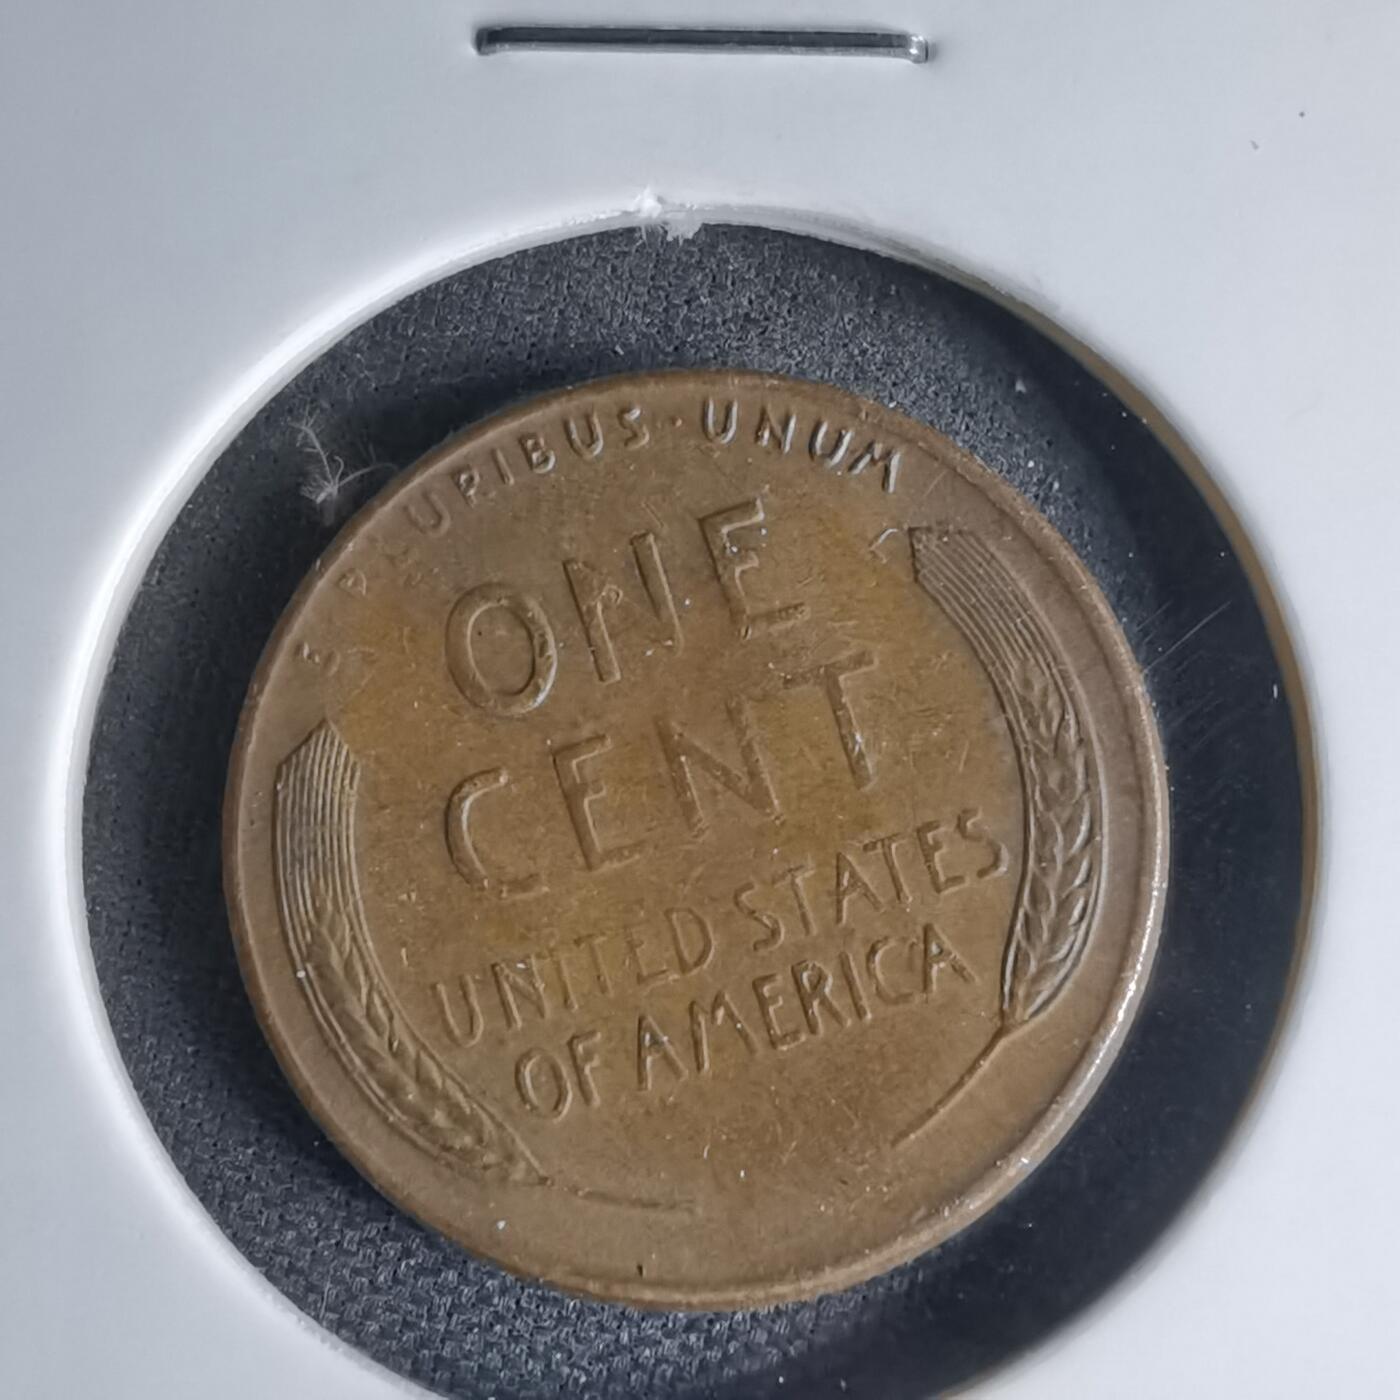 E PLURIBUS · UNUM
ONE
CENT
UNITED STATES
OF AMERICA